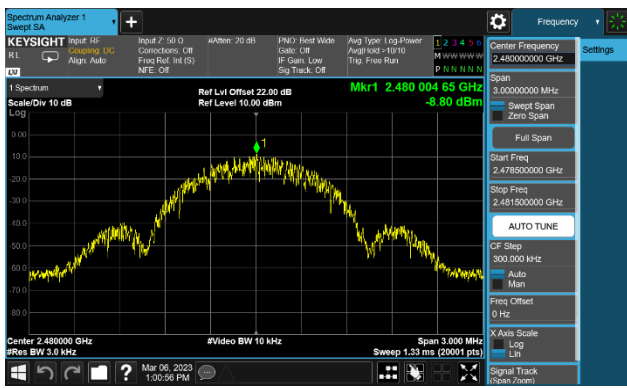 Spectrum Analyzer 1
Swept SA
Frequency
KEYSIGHT
RL
Input: RF
Coupling: DC
Align: Auto
Input Z: 50 Ω
Corrections: Off
Freq Ref: Int (S)
NFE: Off
#Atten: 20 dB
PNO: Best Wide
Gate: Off
IF Gain: Low
Sig Track: Off
Avg Type: Log-Power
Avg|Hold:>10/10
Trig: Free Run
1 2 3 4 5 6
M W W W W W
P N N N N N
LW
1 Spectrum
Scale/Div 10 dB
Log
Ref Lvl Offset 22.00 dB
Ref Level 10.00 dBm
Mkr1 2.480 004 65 GHz
-8.80 dBm
1
0.00
-10.0
-20.0
-30.0
-40.0
-50.0
-60.0
-70.0
-80.0
Center 2.480000 GHz
#Res BW 3.0 kHz
#Video BW 10 kHz
Span 3.000 MHz
Sweep 1.33 ms (20001 pts)
Mar 06, 2023
1:00:56 PM
Center Frequency
2.480000000 GHz
Settings
Span
3.00000000 MHz
Swept Span
Zero Span
Full Span
Start Freq
2.478500000 GHz
Stop Freq
2.481500000 GHz
AUTO TUNE
CF Step
300.000 kHz
Auto
Man
Freq Offset
0 Hz
X Axis Scale
Log
Lin
Signal Track
(Span Zoom)